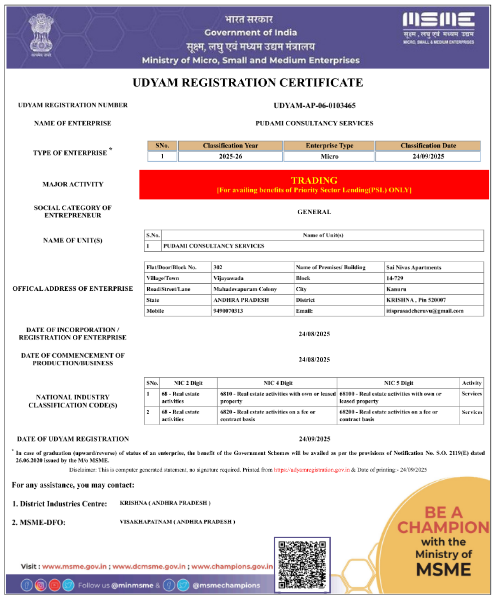 भारत सरकार
Government of India
सूक्ष्म, लघु एवं मध्यम उद्यम मंत्रालय
Ministry of Micro, Small and Medium Enterprises
MSME
सूक्ष्म, लघु एवं मध्यम उद्यम
MICRO, SMALL & MEDIUM ENTERPRISES
UDYAM REGISTRATION CERTIFICATE
UDYAM REGISTRATION NUMBER UDYAM-AP-06-0103465
NAME OF ENTERPRISE PUDAMI CONSULTANCY SERVICES
TYPE OF ENTERPRISE *
SNo. Classification Year Enterprise Type Classification Date
1 2025-26 Micro 24/09/2025
MAJOR ACTIVITY
TRADING
[For availing benefits of Priority Sector Lending(PSL) ONLY]
SOCIAL CATEGORY OF ENTREPRENEUR GENERAL
NAME OF UNIT(S)
S.No. Name of Unit(s)
1 PUDAMI CONSULTANCY SERVICES
OFFICAL ADDRESS OF ENTERPRISE
Flat/Door/Block No. 302 Name of Premises/ Building Sai Nivas Apartments
Village/Town Vijayawada Block 14-729
Road/Street/Lane Mahadevapuram Colony City Kanuru
State ANDHRA PRADESH District KRISHNA , Pin 520007
Mobile 9490070313 Email: itisprasadcheruvu@gmail.com
DATE OF INCORPORATION / REGISTRATION OF ENTERPRISE 24/08/2025
DATE OF COMMENCEMENT OF PRODUCTION/BUSINESS 24/08/2025
NATIONAL INDUSTRY CLASSIFICATION CODE(S)
SNo. NIC 2 Digit NIC 4 Digit NIC 5 Digit Activity
1 68 - Real estate activities 6810 - Real estate activities with own or leased property 68100 - Real estate activities with own or leased property Services
2 68 - Real estate activities 6820 - Real estate activities on a fee or contract basis 68200 - Real estate activities on a fee or contract basis Services
DATE OF UDYAM REGISTRATION 24/09/2025
* In case of graduation (upward/reverse) of status of an enterprise, the benefit of the Government Schemes will be availed as per the provisions of Notification No. S.O. 2119(E) dated
26.06.2020 issued by the M/o MSME.
Disclaimer: This is computer generated statement, no signature required. Printed from https://udyamregistration.gov.in & Date of printing:- 24/09/2025
For any assistance, you may contact:
1. District Industries Centre: KRISHNA ( ANDHRA PRADESH )
2. MSME-DFO: VISAKHAPATNAM ( ANDHRA PRADESH )
BE A
CHAMPION
with the
Ministry of
MSME
Visit : www.msme.gov.in ; www.dcmsme.gov.in ; www.champions.gov.in
Follow us @minmsme & @msmechampions